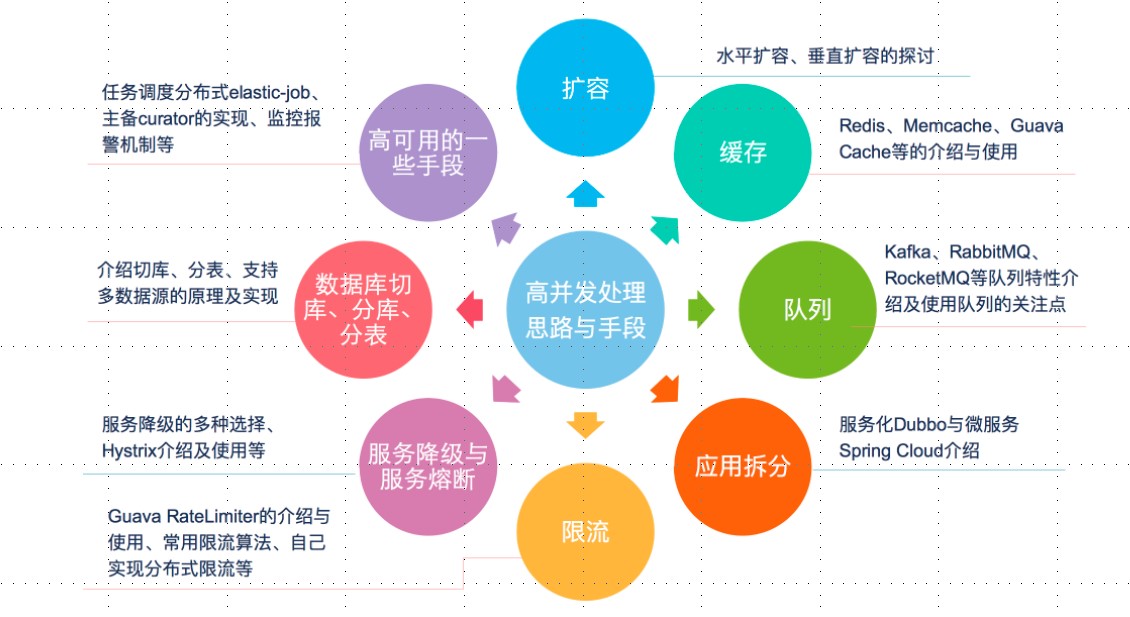 扩容
水平扩容、垂直扩容的探讨
缓存
Redis、Memcache、Guava
Cache等的介绍与使用
队列
Kafka、RabbitMQ、
RocketMQ等队列特性介
绍及使用队列的关注点
应用拆分
服务化Dubbo与微服务
Spring Cloud介绍
限流
Guava RateLimiter的介绍与
使用、常用限流算法、自己
实现分布式限流等
服务降级与
服务熔断
服务降级的多种选择、
Hystrix介绍及使用等
数据库切
库、分库、
分表
介绍切库、分表、支持
多数据源的原理及实现
高可用的一
些手段
任务调度分布式elastic-job、
主备curator的实现、监控报
警机制等
高并发处理
思路与手段